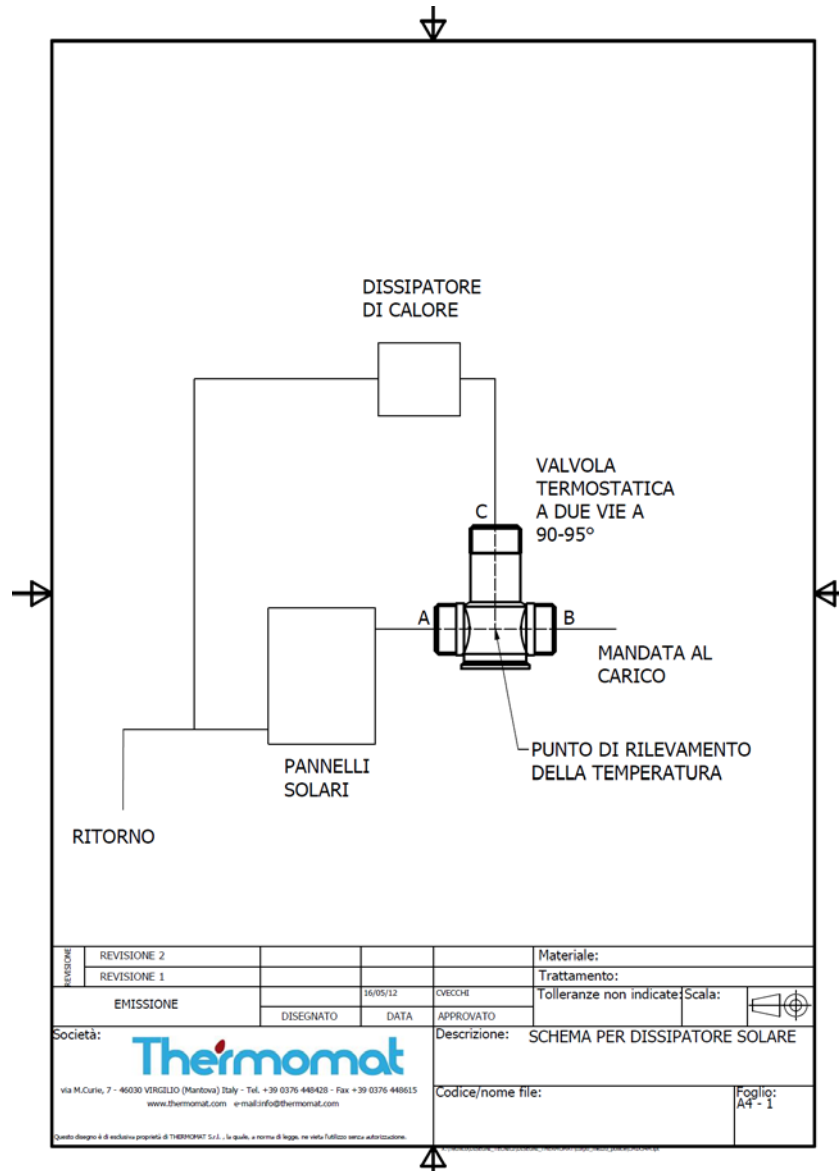 DISSIPATORE
DI CALORE
VALVOLA
TERMOSTATICA
A DUE VIE A
90-95°
C
A
B
MANDATA AL
CARICO
PUNTO DI RILEVAMENTO
DELLA TEMPERATURA
PANNELLI
SOLARI
RITORNO
REVISIONE
REVISIONE 2
Materiale:
REVISIONE 1
Trattamento:
EMISSIONE
16/05/12
CVECCHI
Tolleranze non indicate:
Scala:
DISEGNATO
DATA
APPROVATO
Società:
Thermomat
Descrizione: SCHEMA PER DISSIPATORE SOLARE
via M.Curie, 7 - 46030 VIRGILIO (Mantova) Italy - Tel. +39 0376 448428 - Fax +39 0376 448615
www.thermomat.com e-mail:info@thermomat.com
Codice/nome file:
Foglio:
A4 - 1
Questo disegno è di esclusiva proprietà di THERMOMAT S.r.l. , la quale, a norma di legge, ne vieta l'utilizzo senza autorizzazione.